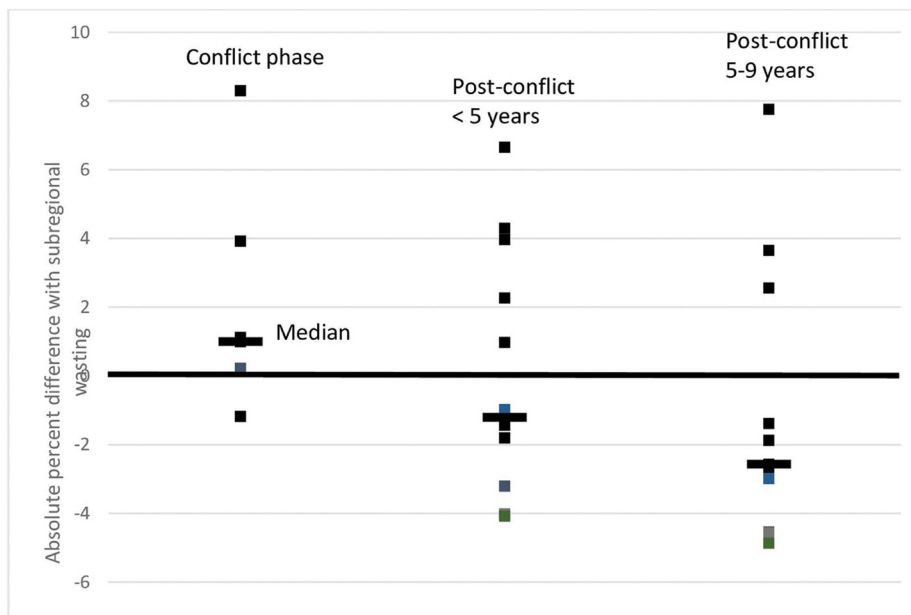 10
8
6
4
2
0
-2
-4
-6
Absolute percent difference with subregional
wasting
Conflict phase
Median
Post-conflict
< 5 years
Post-conflict
5-9 years